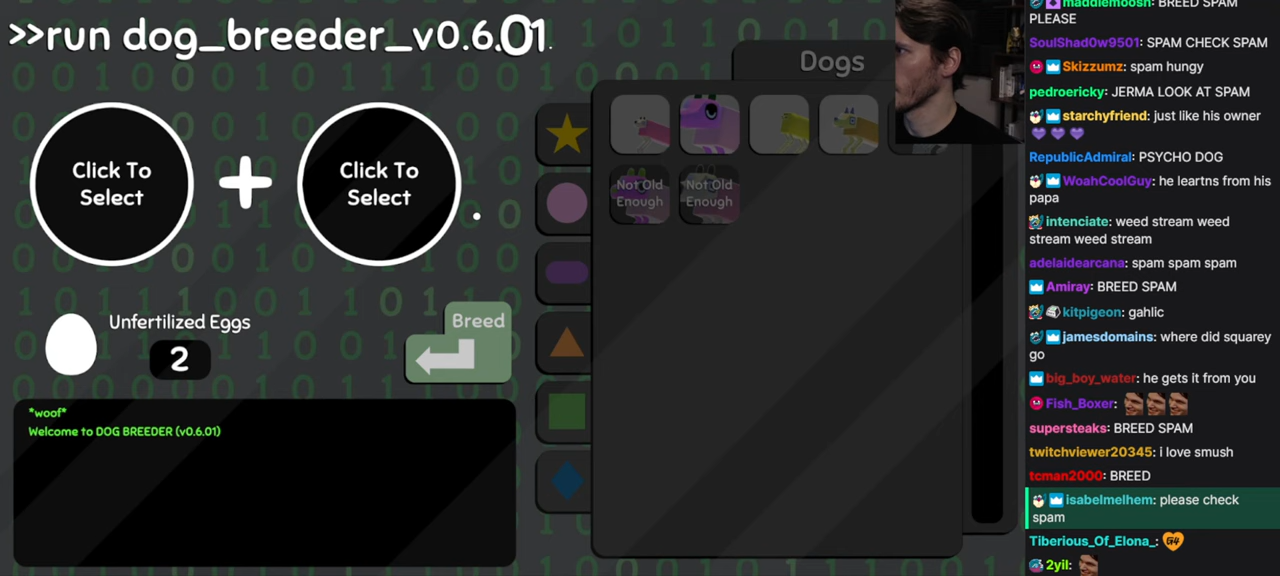 >>run dog_breeder_v0.6.01.
Click To
Select
Click To
Select
Unfertilized Eggs
2
Breed
*woof*
Welcome to DOG BREEDER (v0.6.01)
Dogs
Not Old
Enough
Not Old
Enough
maddiemoosh: BREED SPAM
PLEASE
SoulShad0w9501: SPAM CHECK SPAM
Skizzumz: spam hungy
pedroericky: JERMA LOOK AT SPAM
starchyfriend: just like his owner
RepublicAdmiral: PSYCHO DOG
WoahCoolGuy: he leartns from his
papa
intenciate: weed stream weed
stream weed stream
adelaidearcana: spam spam spam
Amiray: BREED SPAM
kitpigeon: gahlic
jamesdomains: where did squarey
go
big_boy_water: he gets it from you
Fish_Boxer:
supersteaks: BREED SPAM
twitchviewer20345: i love smush
tcman2000: BREED
isabelmelhem: please check
spam
Tiberious_Of_Elona_:
2yil: